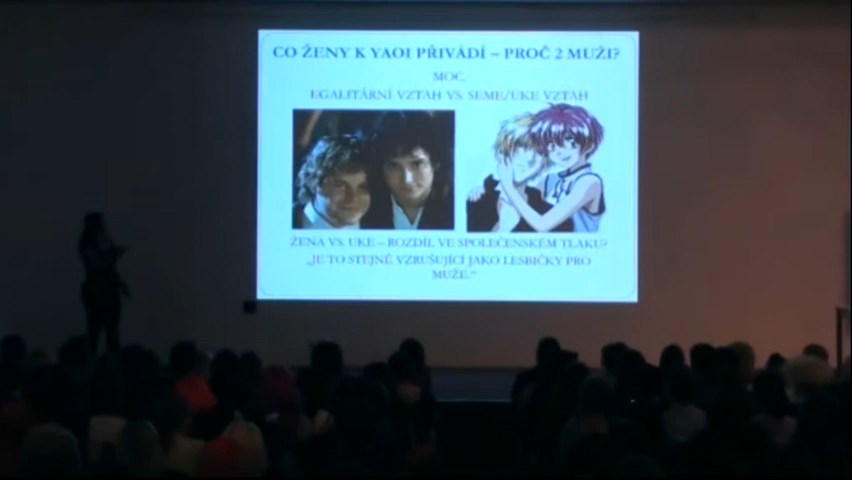 CO ŽENY K YAOI PŘIVÁDÍ – PROČ 2 MUŽI?
MOC.
EGALITÁRNÍ VZTAH VS. SEME/UKE VZTAH
ŽENA VS. UKE – ROZDÍL VE SPOLEČENSKÉM TLAKU?
„JE TO STEJNĚ VZRUŠUJÍCÍ JAKO LESBIČKY PRO
MUŽE.“